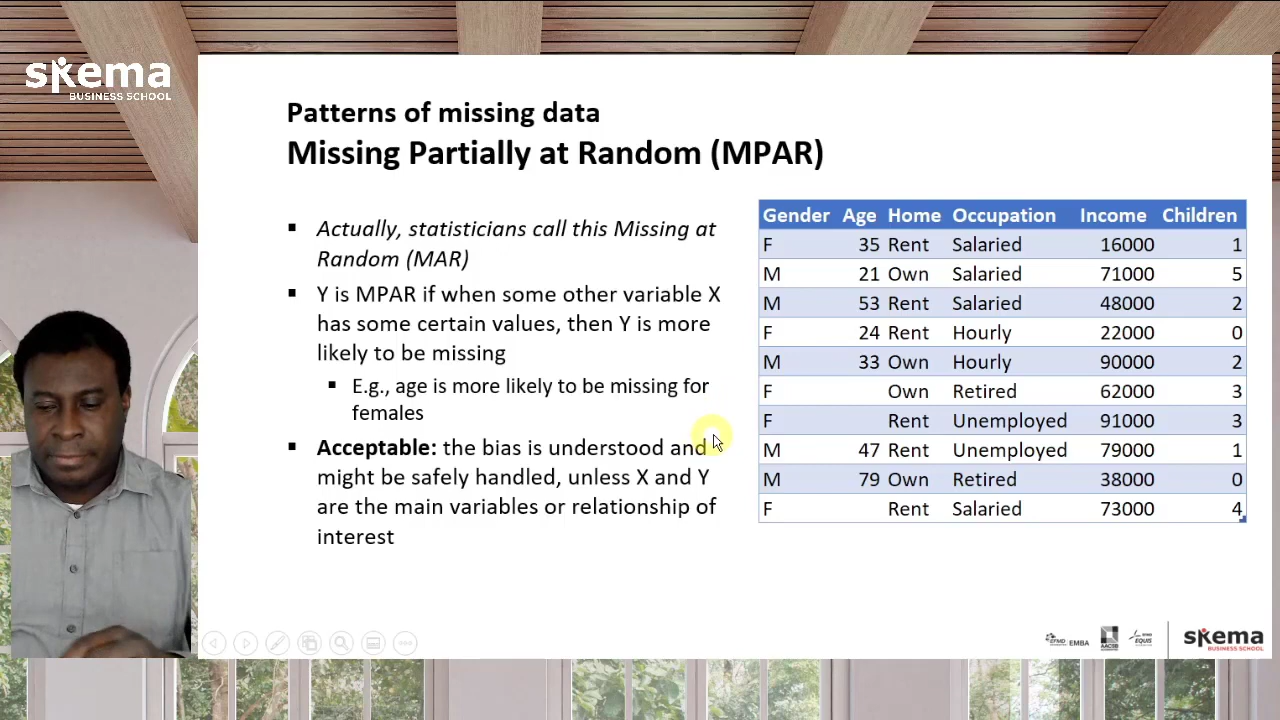 skema
BUSINESS SCHOOL
Patterns of missing data
Missing Partially at Random (MPAR)
▪ Actually, statisticians call this Missing at
Random (MAR)
▪ Y is MPAR if when some other variable X
has some certain values, then Y is more
likely to be missing
▪ E.g., age is more likely to be missing for
females
▪ Acceptable: the bias is understood and
might be safely handled, unless X and Y
are the main variables or relationship of
interest
Gender Age Home Occupation Income Children
F 35 Rent Salaried 16000 1
M 21 Own Salaried 71000 5
M 53 Rent Salaried 48000 2
F 24 Rent Hourly 22000 0
M 33 Own Hourly 90000 2
F Own Retired 62000 3
F Rent Unemployed 91000 3
M 47 Rent Unemployed 79000 1
M 79 Own Retired 38000 0
F Rent Salaried 73000 4
EMBA
AACSB
EQUIS
skema
BUSINESS SCHOOL